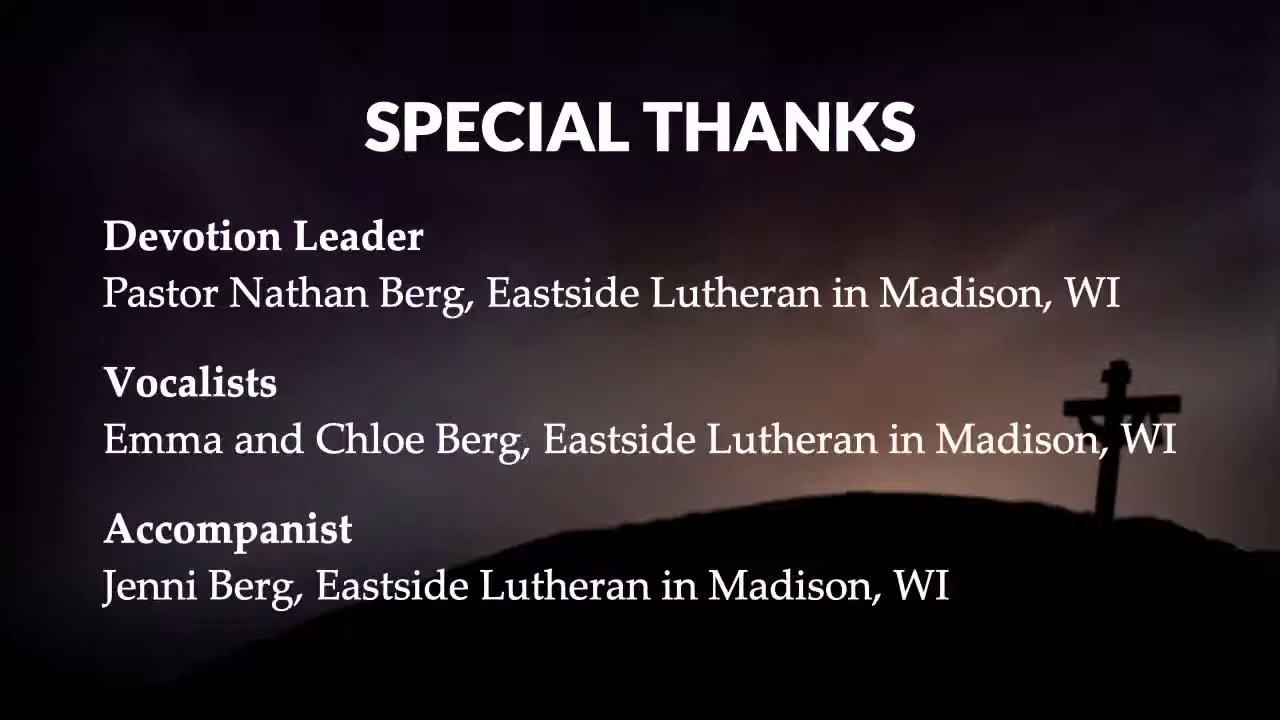 SPECIAL THANKS
Devotion Leader
Pastor Nathan Berg, Eastside Lutheran in Madison, WI
Vocalists
Emma and Chloe Berg, Eastside Lutheran in Madison, WI
Accompanist
Jenni Berg, Eastside Lutheran in Madison, WI